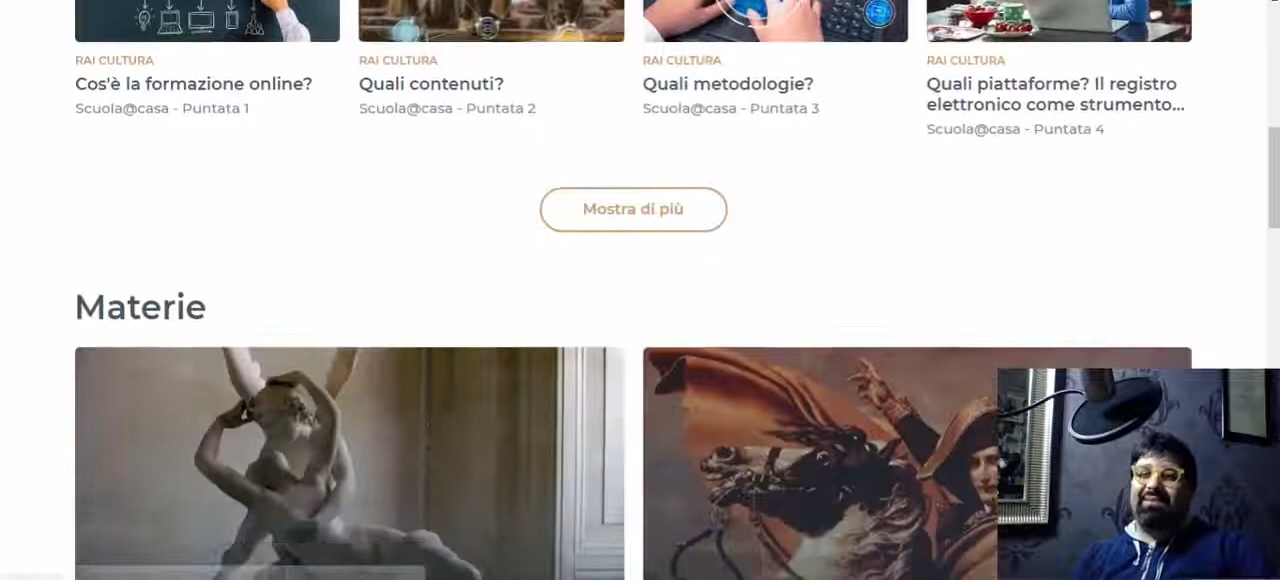 RAI CULTURA
Cos'è la formazione online?
Scuola@casa - Puntata 1
RAI CULTURA
Quali contenuti?
Scuola@casa - Puntata 2
RAI CULTURA
Quali metodologie?
Scuola@casa - Puntata 3
RAI CULTURA
Quali piattaforme? Il registro
elettronico come strumento...
Scuola@casa - Puntata 4
Mostra di più
Materie